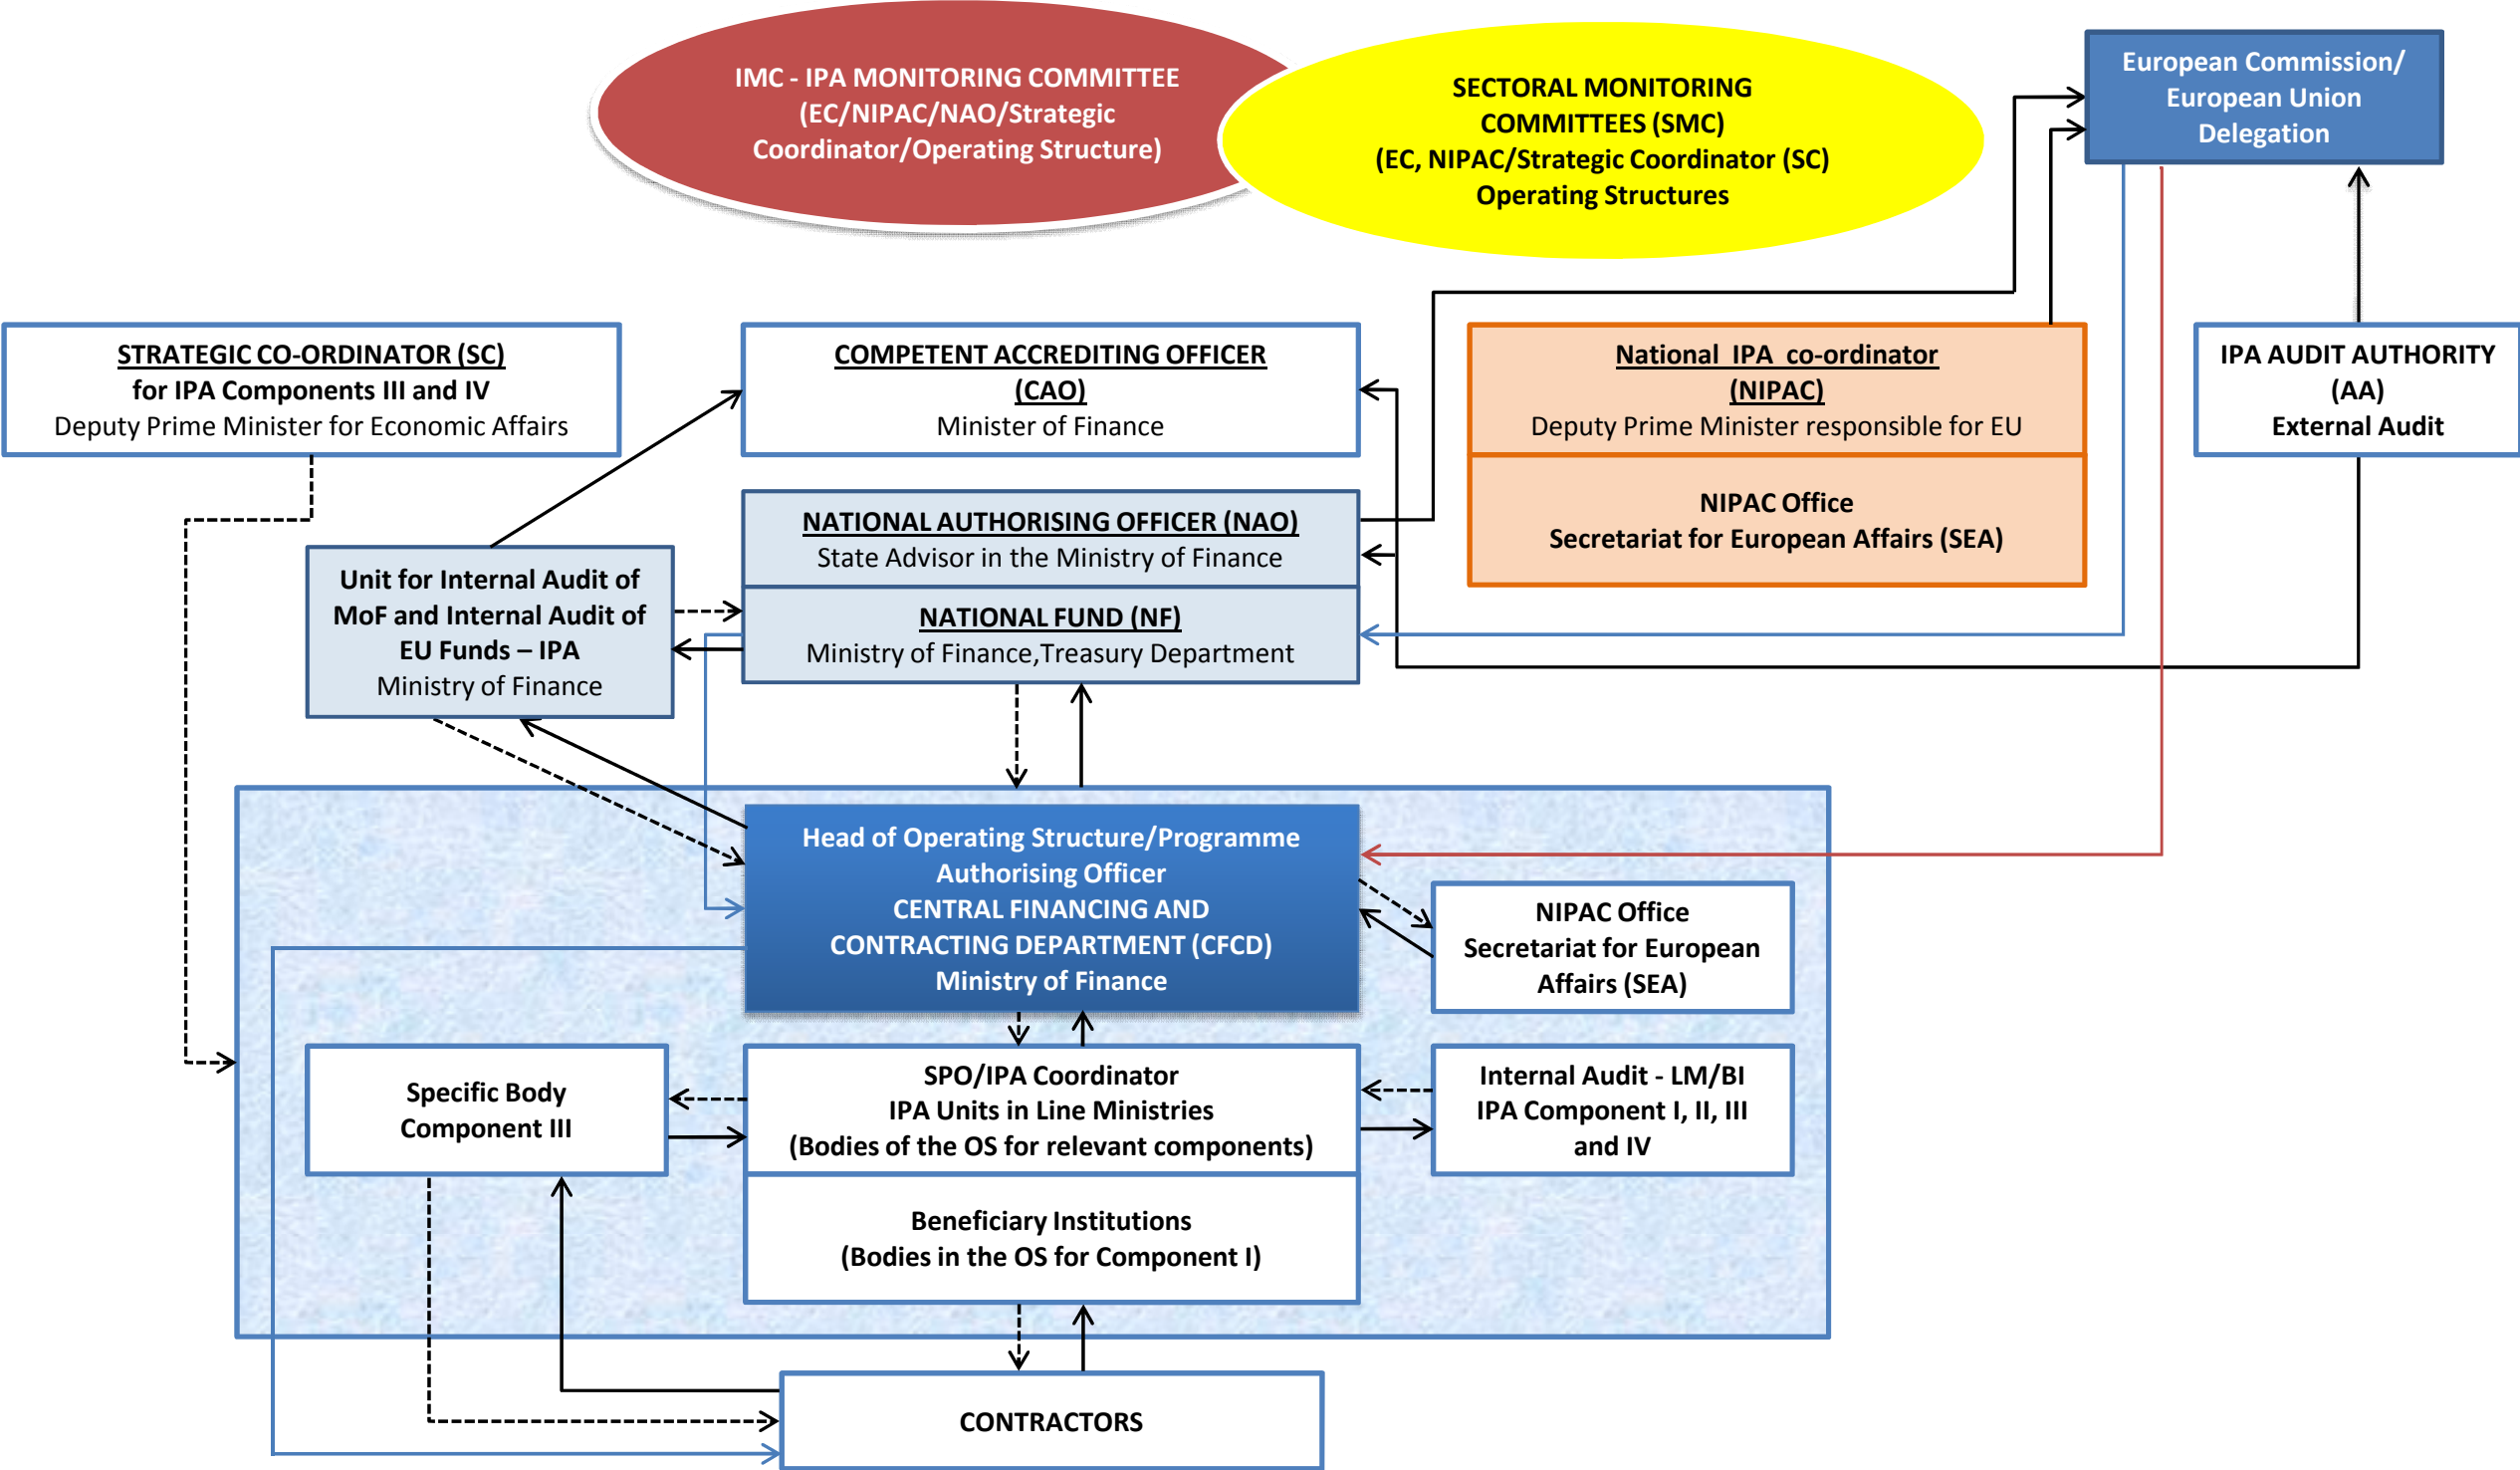 IMC - IPA MONITORING COMMITTEE
(EC/NIPAC/NAO/Strategic
Coordinator/Operating Structure)
SECTORAL MONITORING
COMMITTEES (SMC)
(EC, NIPAC/Strategic Coordinator (SC)
Operating Structures
European Commission/
European Union
Delegation
STRATEGIC CO-ORDINATOR (SC)
for IPA Components III and IV
Deputy Prime Minister for Economic Affairs
COMPETENT ACCREDITING OFFICER
(CAO)
Minister of Finance
National IPA co-ordinator
(NIPAC)
Deputy Prime Minister responsible for EU
IPA AUDIT AUTHORITY
(AA)
External Audit
NIPAC Office
Secretariat for European Affairs (SEA)
NATIONAL AUTHORISING OFFICER (NAO)
State Advisor in the Ministry of Finance
Unit for Internal Audit of
MoF and Internal Audit of
EU Funds – IPA
Ministry of Finance
NATIONAL FUND (NF)
Ministry of Finance,Treasury Department
Head of Operating Structure/Programme
Authorising Officer
CENTRAL FINANCING AND
CONTRACTING DEPARTMENT (CFCD)
Ministry of Finance
NIPAC Office
Secretariat for European
Affairs (SEA)
Specific Body
Component III
SPO/IPA Coordinator
IPA Units in Line Ministries
(Bodies of the OS for relevant components)
Internal Audit - LM/BI
IPA Component I, II, III
and IV
Beneficiary Institutions
(Bodies in the OS for Component I)
CONTRACTORS